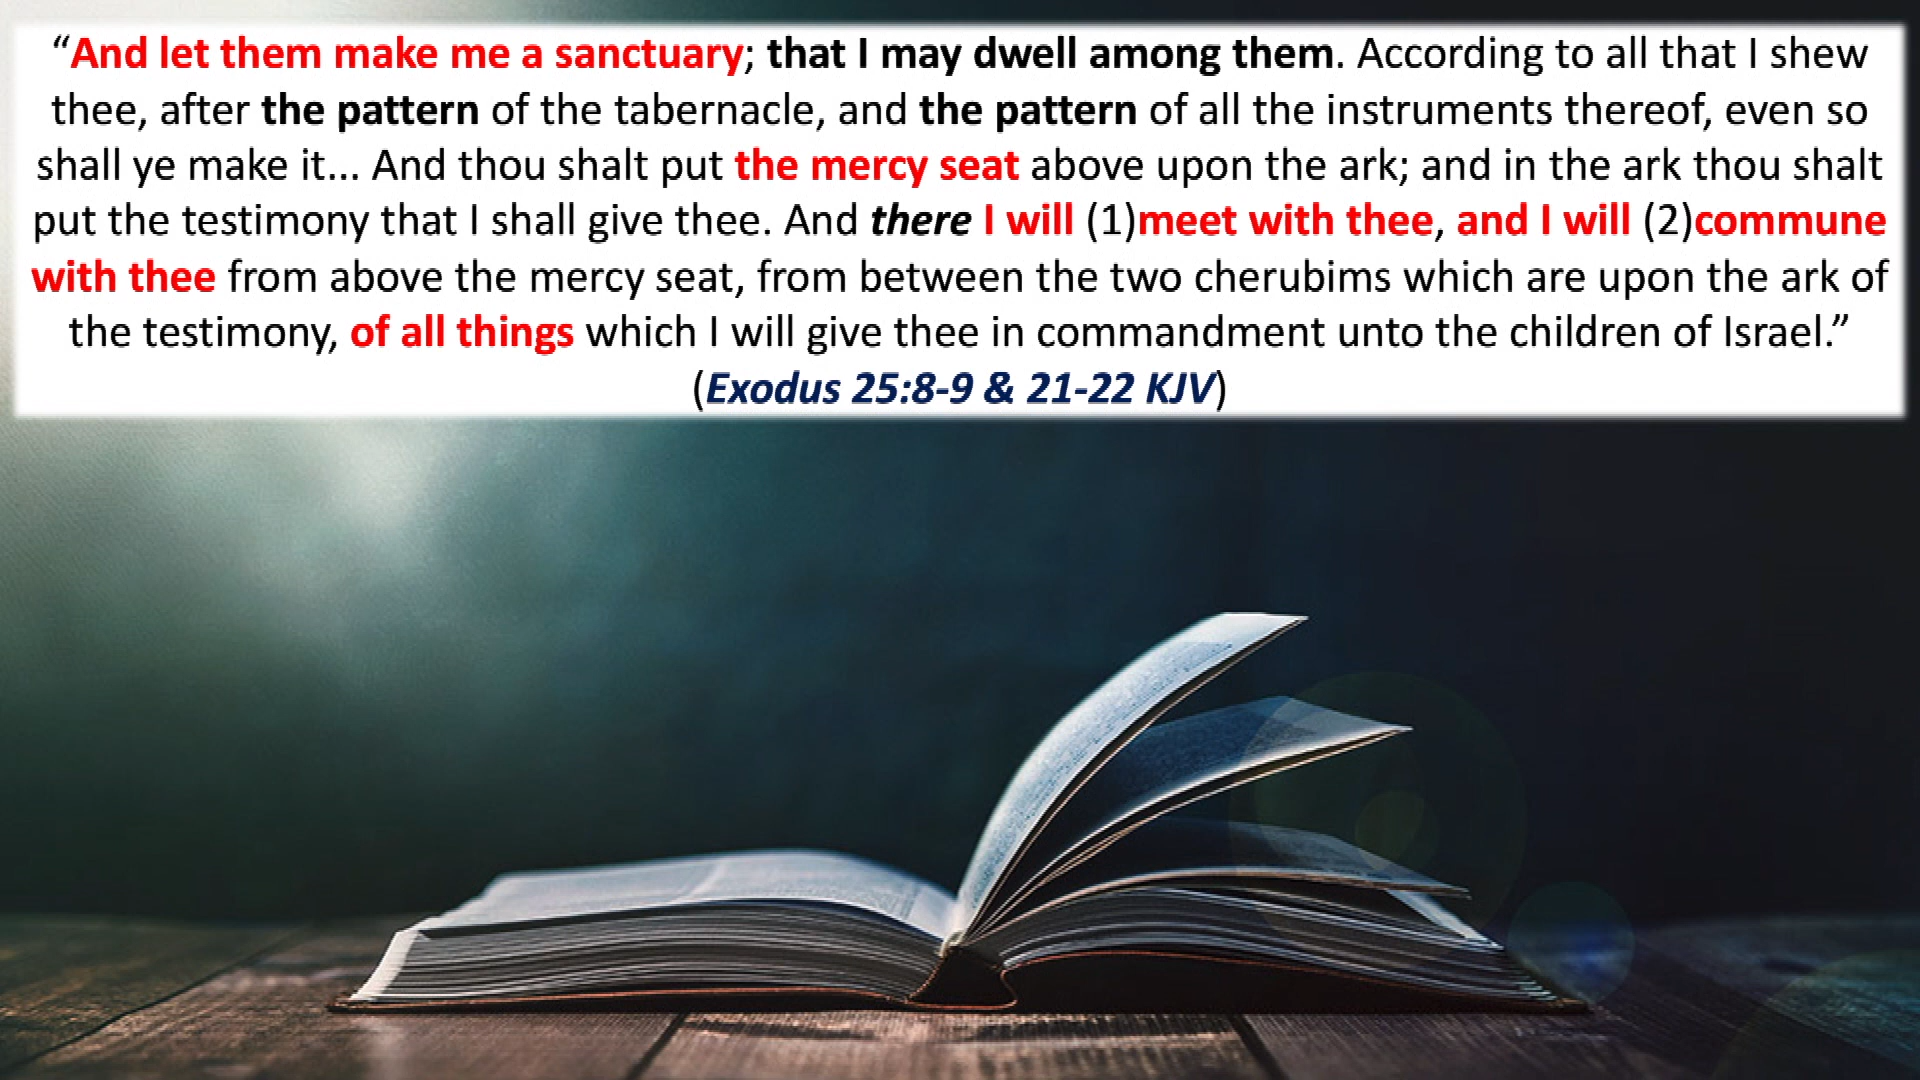 “And let them make me a sanctuary; that I may dwell among them. According to all that I shew
thee, after the pattern of the tabernacle, and the pattern of all the instruments thereof, even so
shall ye make it... And thou shalt put the mercy seat above upon the ark; and in the ark thou shalt
put the testimony that I shall give thee. And there I will (1)meet with thee, and I will (2)commune
with thee from above the mercy seat, from between the two cherubims which are upon the ark of
the testimony, of all things which I will give thee in commandment unto the children of Israel.”
(Exodus 25:8-9 & 21-22 KJV)